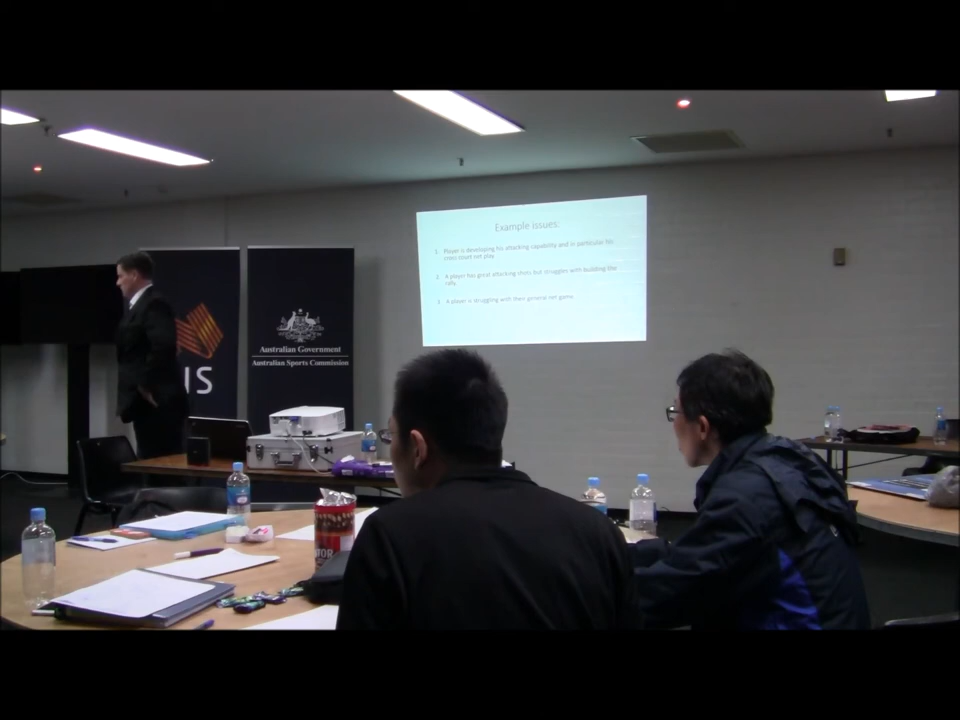 Example Issues:
1. Player is developing his attacking capability and in particular his
cross court net play
2. A player has great attacking shots but struggles with building the
rally
3. A player is struggling with their general net game
IS
Australian Government
Australian Sports Commission